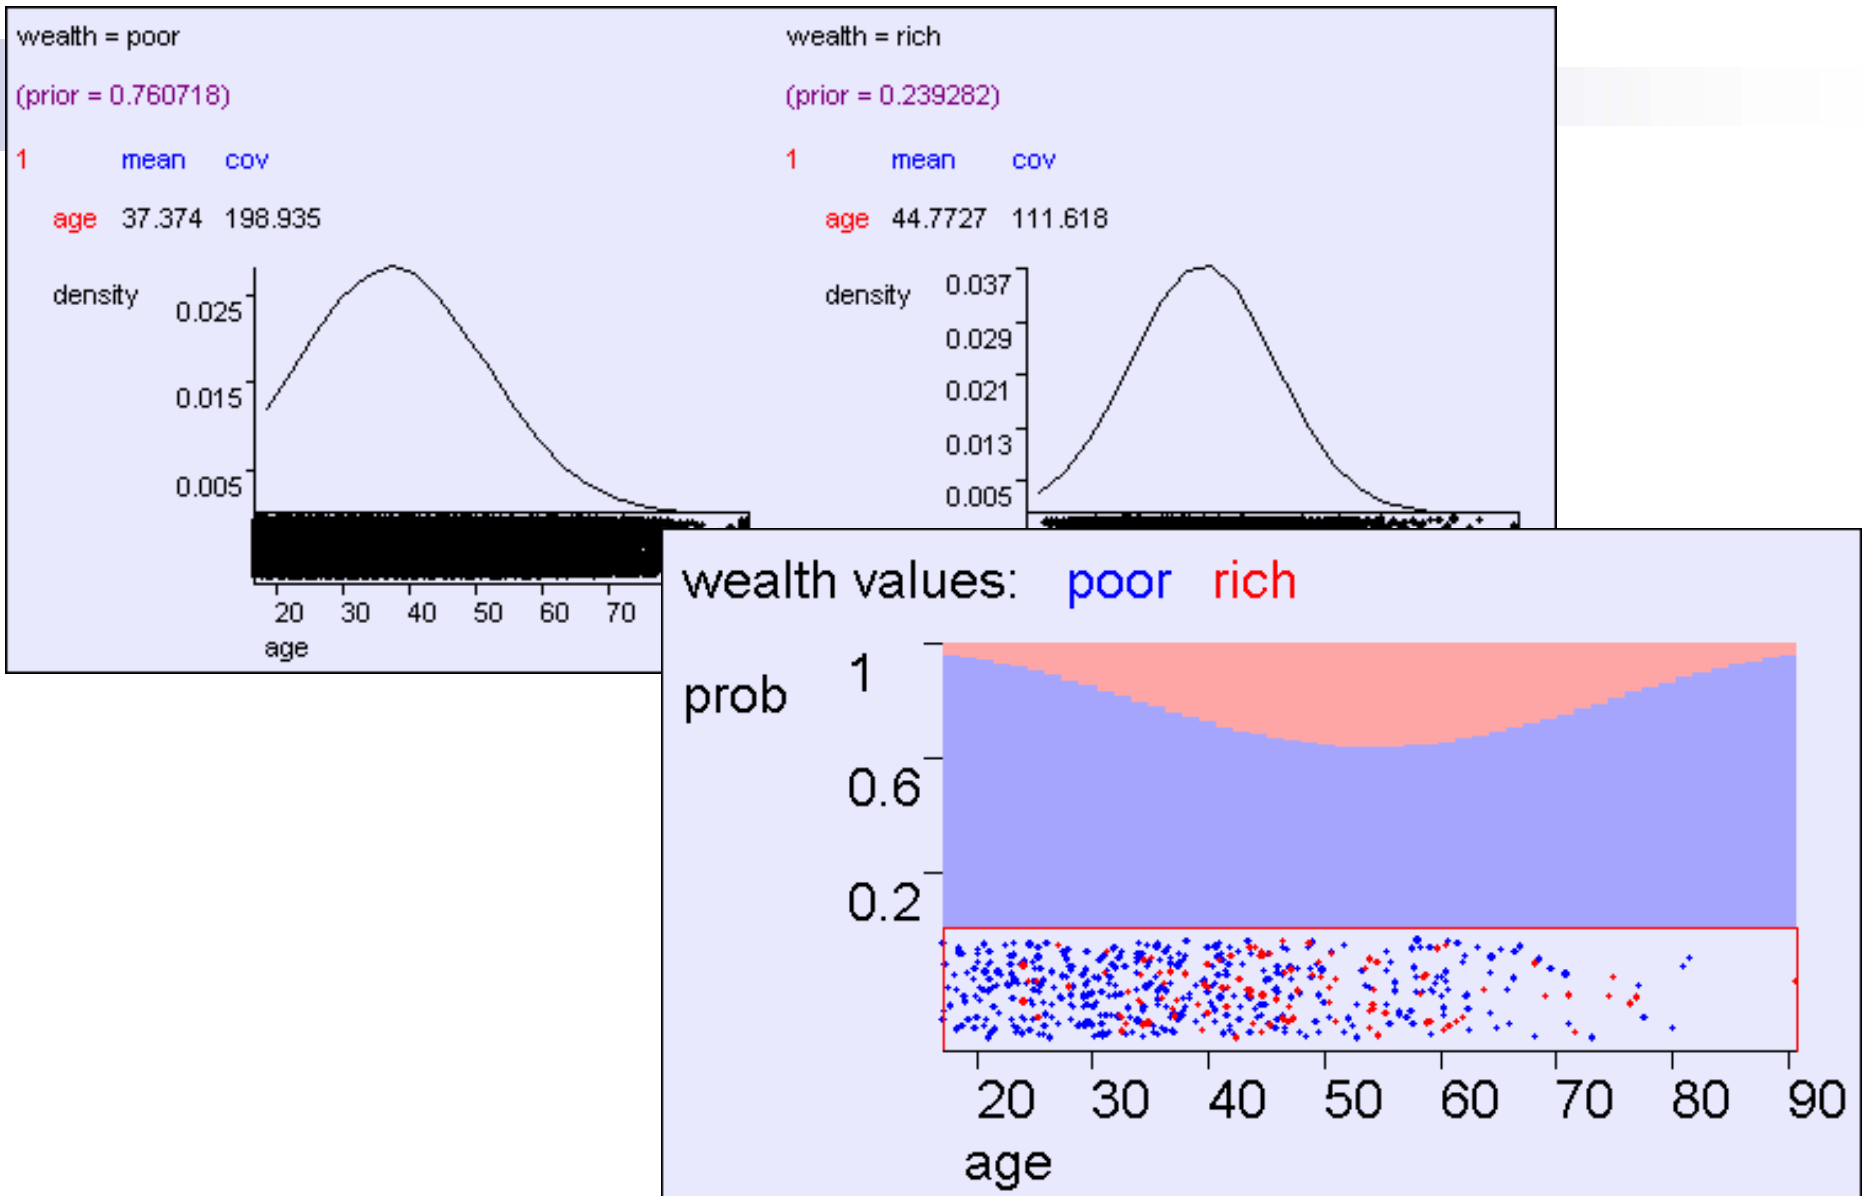 wealth = poor
(prior = 0.760718)
1 mean cov
age 37.374 198.935
density
0.025
0.015
0.005
20 30 40 50 60 70
age
wealth = rich
(prior = 0.239282)
1 mean cov
age 44.7727 111.618
density
0.037
0.029
0.021
0.013
0.005
wealth values: poor rich
prob
1
0.6
0.2
20 30 40 50 60 70 80 90
age